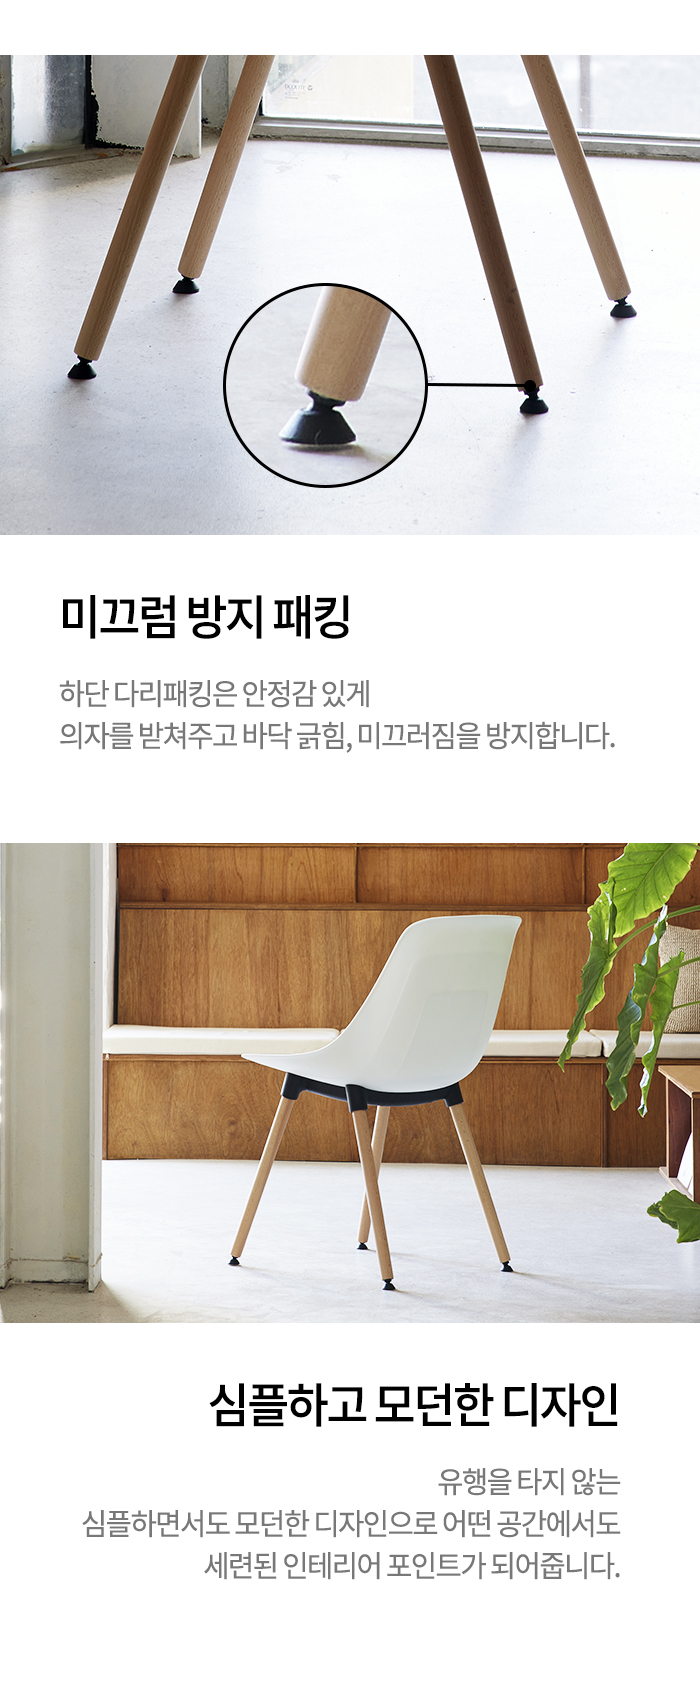 미끄럼 방지 패킹
하단 다리패킹은 안정감 있게
의자를 받쳐주고 바닥 긁힘, 미끄러짐을 방지합니다.
심플하고 모던한 디자인
유행을 타지 않는
심플하면서도 모던한 디자인으로 어떤 공간에서도
세련된 인테리어 포인트가 되어줍니다.